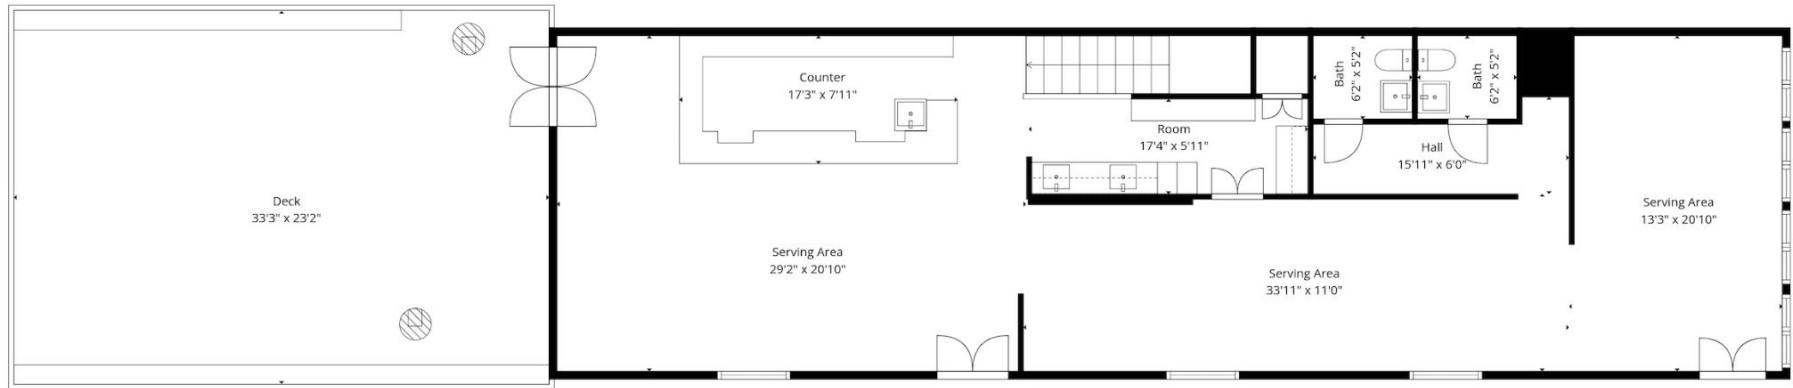 Deck
33'3" x 23'2"
Counter
17'3" x 7'11"
Serving Area
29'2" x 20'10"
Room
17'4" x 5'11"
Bath
6'2" x 5'2"
Bath
6'2" x 5'2"
Hall
15'11" x 6'0"
Serving Area
33'11" x 11'0"
Serving Area
13'3" x 20'10"